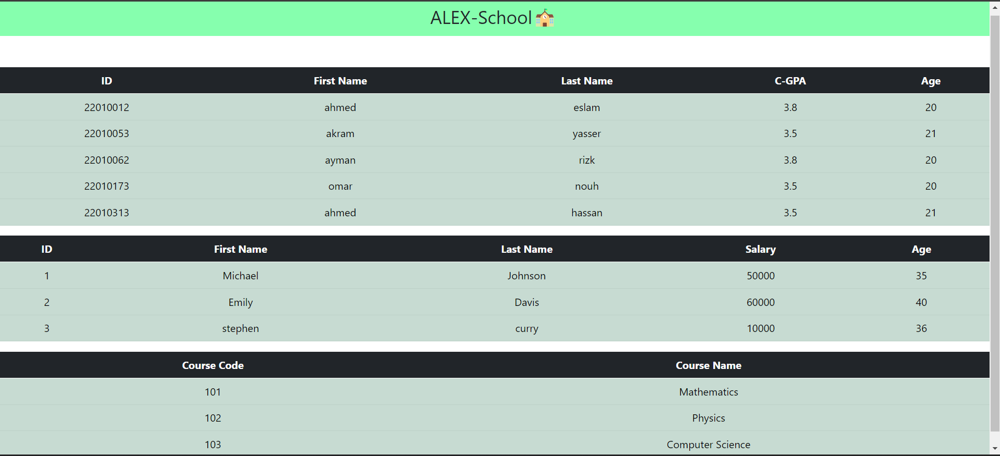 ALEX-School
ID First Name Last Name C-GPA Age
22010012 ahmed eslam 3.8 20
22010053 akram yasser 3.5 21
22010062 ayman rizk 3.8 20
22010173 omar nouh 3.5 20
22010313 ahmed hassan 3.5 21
ID First Name Last Name Salary Age
1 Michael Johnson 50000 35
2 Emily Davis 60000 40
3 stephen curry 10000 36
Course Code Course Name
101 Mathematics
102 Physics
103 Computer Science